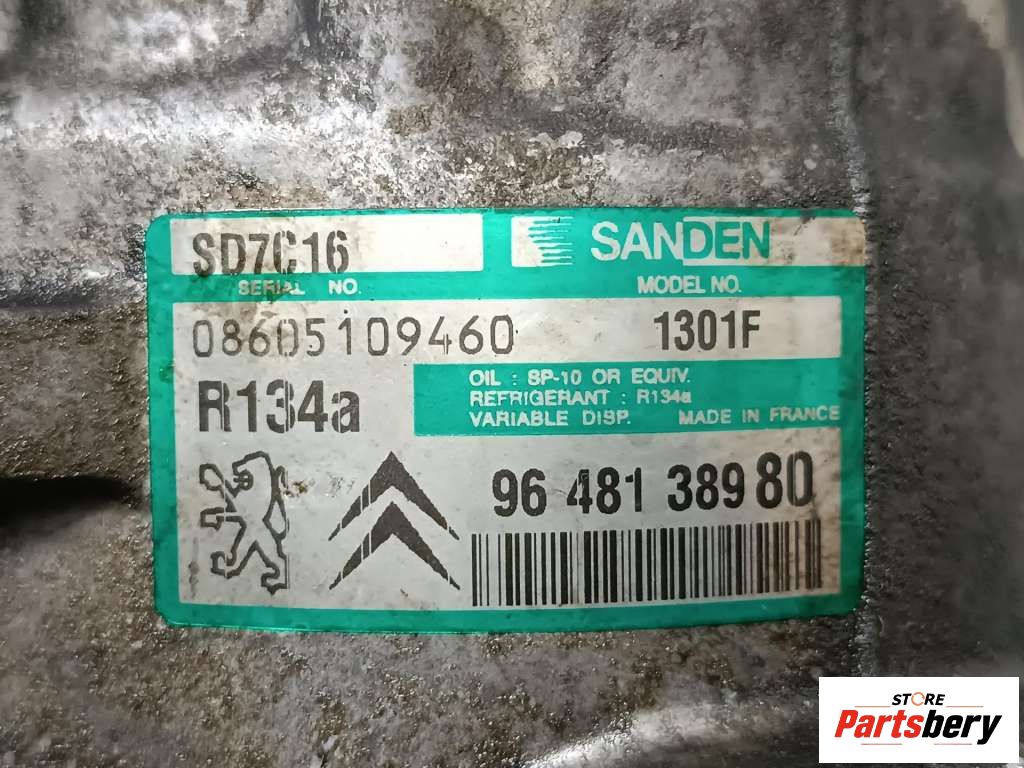 SD7C16
SANDEN
SERIAL NO.
MODEL NO.
08605109460
1301F
R134a
OIL : SP-10 OR EQUIV.
REFRIGERANT : R134a
VARIABLE DISP. MADE IN FRANCE
96 481 389 80
STORE
Partsbery